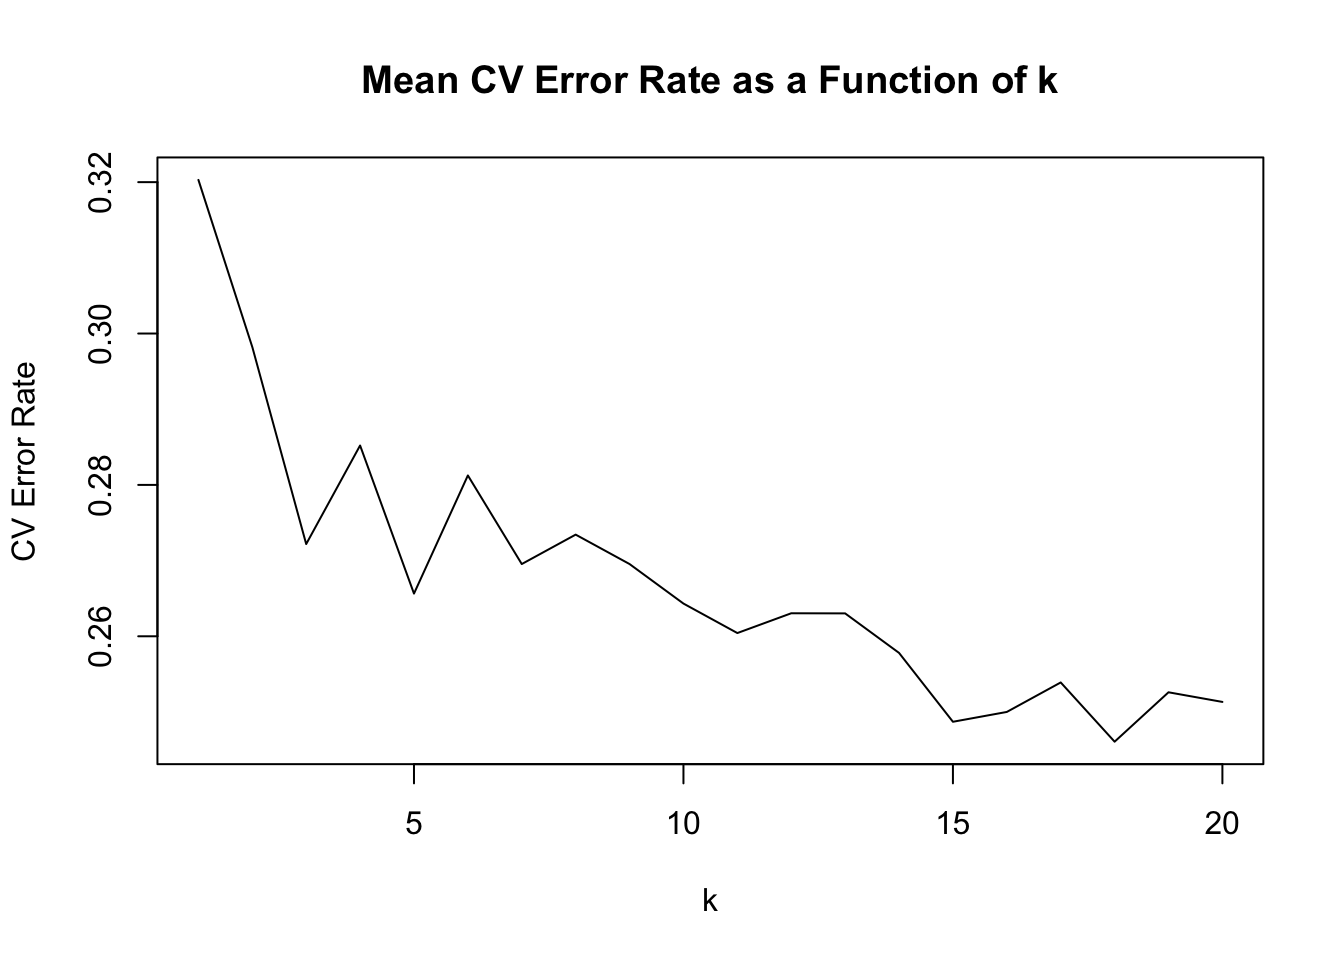 Mean CV Error Rate as a Function of k
CV Error Rate
0.32
0.30
0.28
0.26
5 10 15 20
k